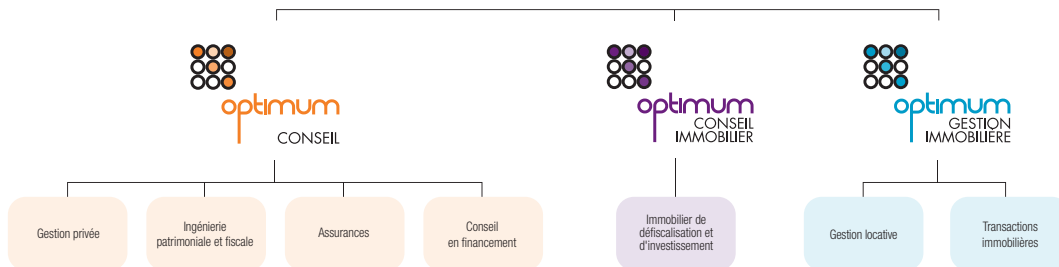 optimum
CONSEIL
optimum
CONSEIL
IMMOBILIER
optimum
GESTION
IMMOBILIÈRE
Gestion privée
Ingénierie
patrimoniale et fiscale
Assurances
Conseil
en financement
Immobilier de
défiscalisation et
d'investissement
Gestion locative
Transactions
immobilières